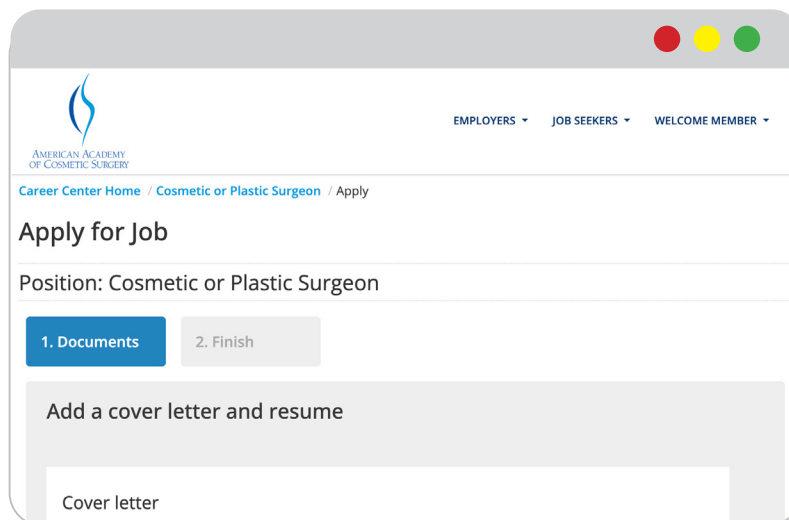 EMPLOYERS JOB SEEKERS WELCOME MEMBER
AMERICAN ACADEMY
OF COSMETIC SURGERY
Career Center Home / Cosmetic or Plastic Surgeon / Apply
Apply for Job
Position: Cosmetic or Plastic Surgeon
1. Documents 2. Finish
Add a cover letter and resume
Cover letter